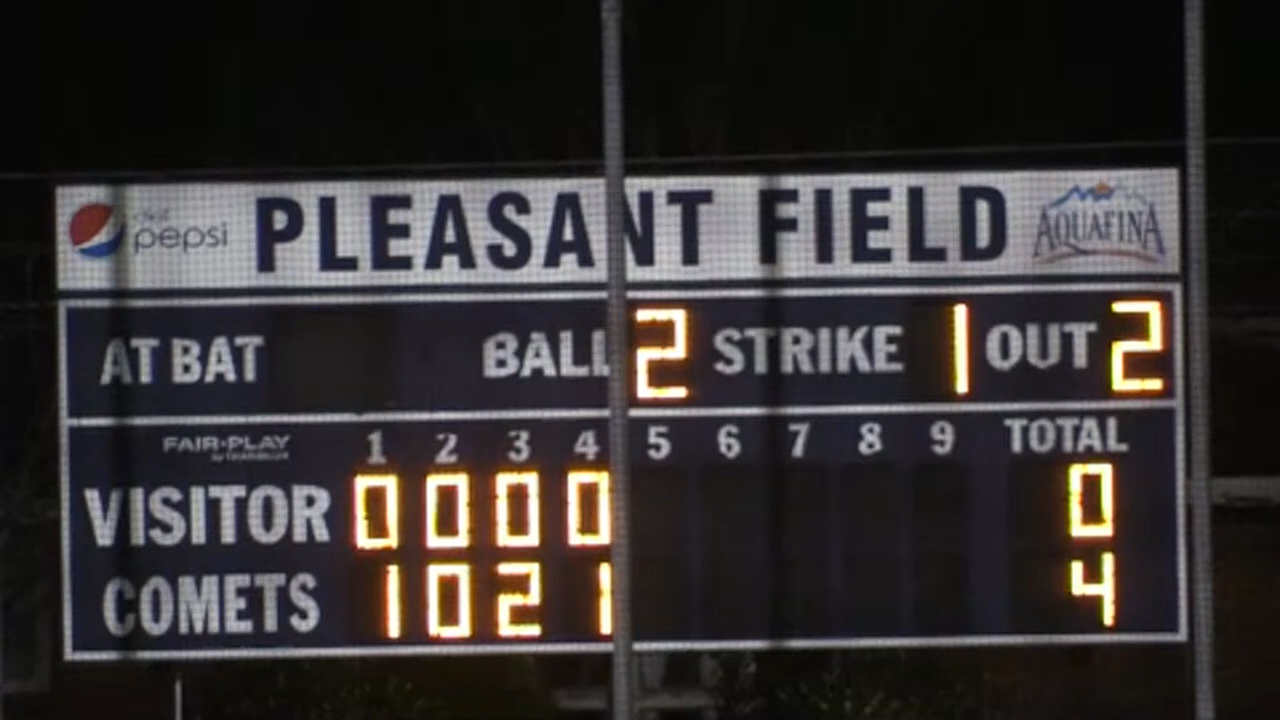 pepsi PLEASANT FIELD AQUAFINA
AT BAT BALL 2 STRIKE 1 OUT 2
FAIR-PLAY 1 2 3 4 5 6 7 8 9 TOTAL
VISITOR 0 0 0 0 0
COMETS 1 0 2 1 4